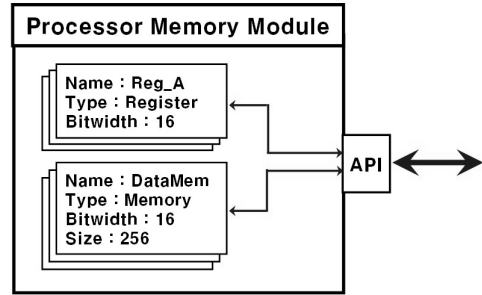 Processor Memory Module
Name : Reg_A
Type : Register
Bitwidth : 16
API
Name : DataMem
Type : Memory
Bitwidth : 16
Size : 256